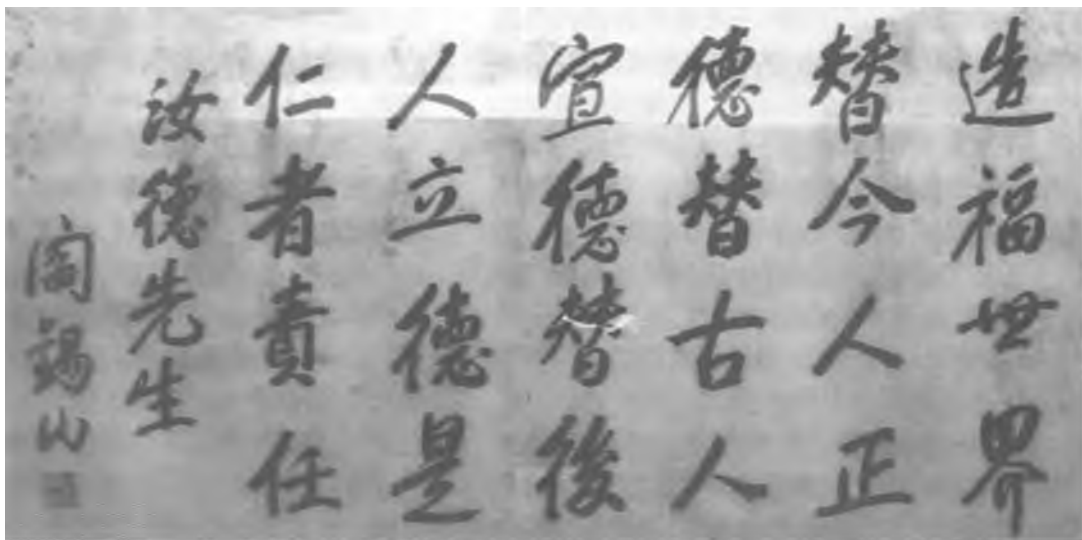 造福世界
替今人正
德替古人
宣德替後
人立德是
仁者責任
汝德先生
閻錫山